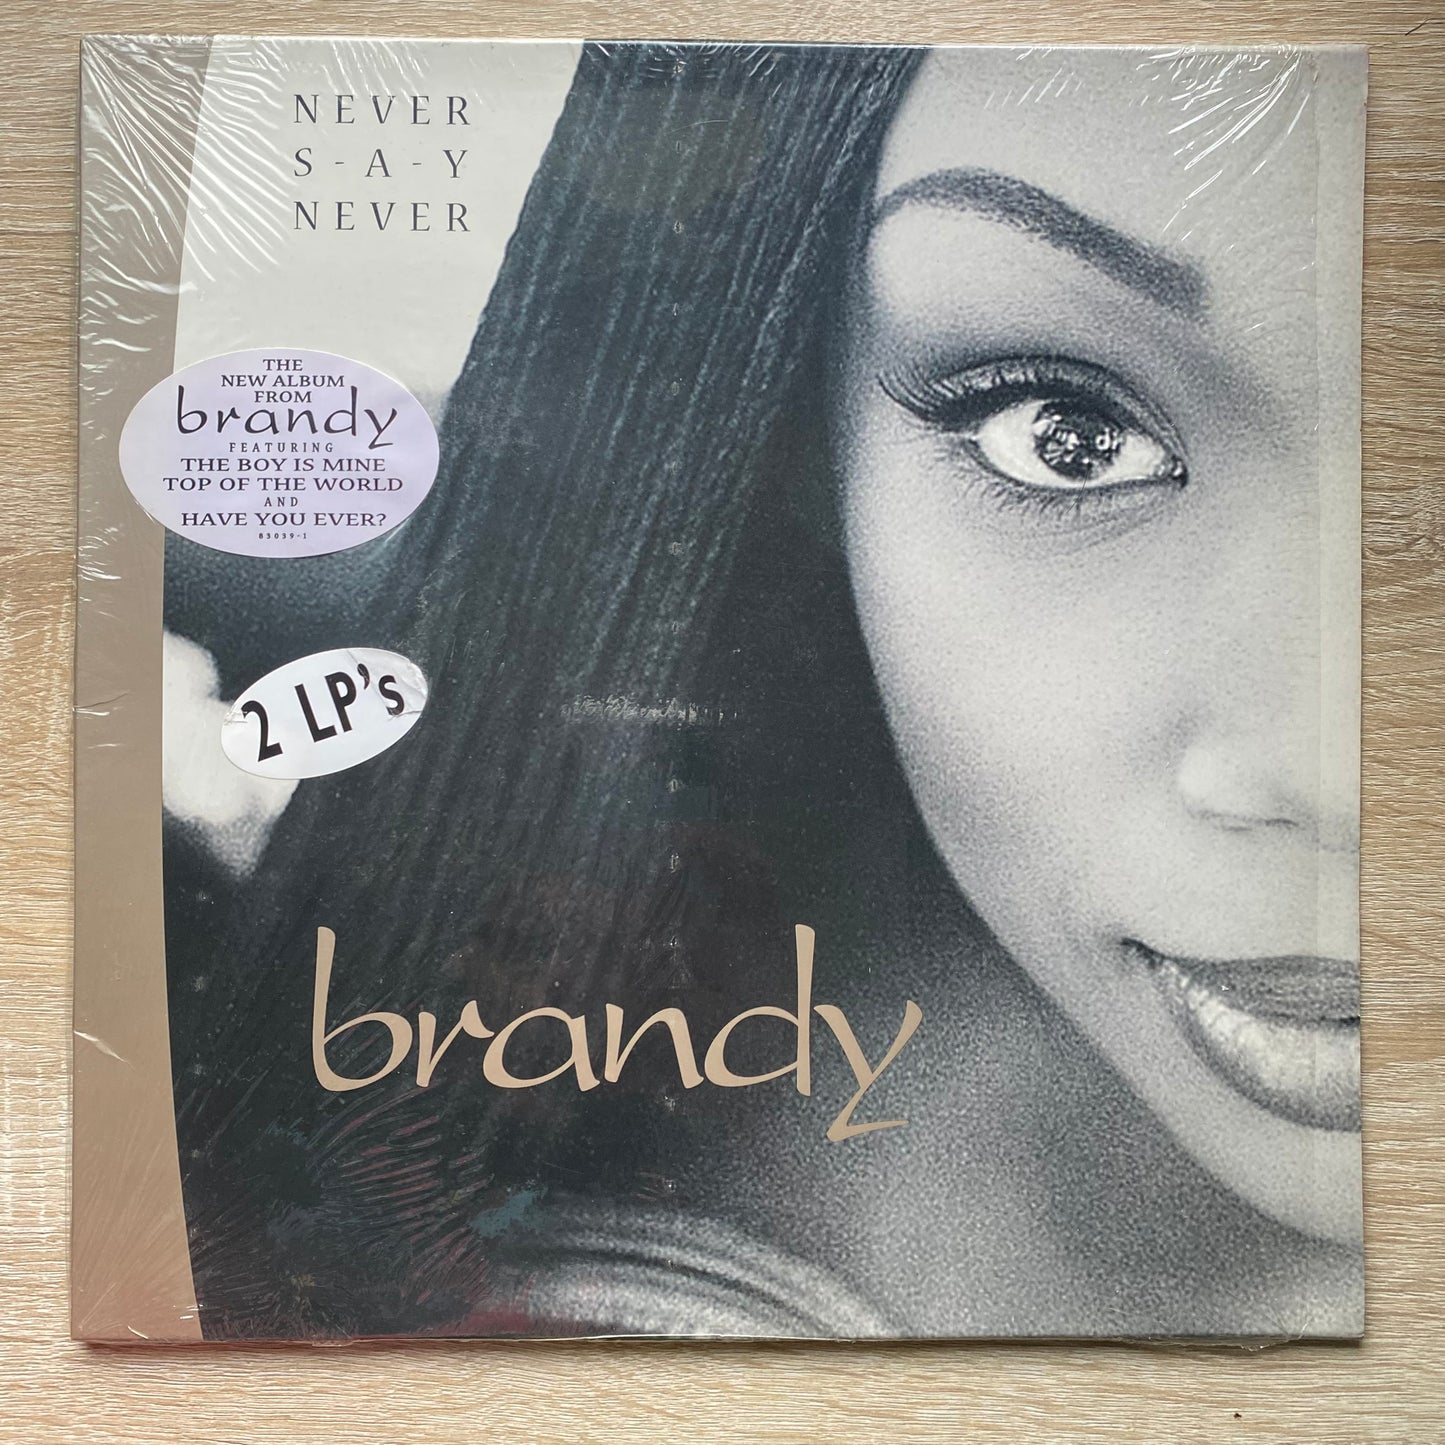 NEVER
S-A-Y
NEVER
THE
NEW ALBUM
FROM
brandy
FEATURING
THE BOY IS MINE
TOP OF THE WORLD
AND
HAVE YOU EVER?
83039-1
2 LP's
brandy